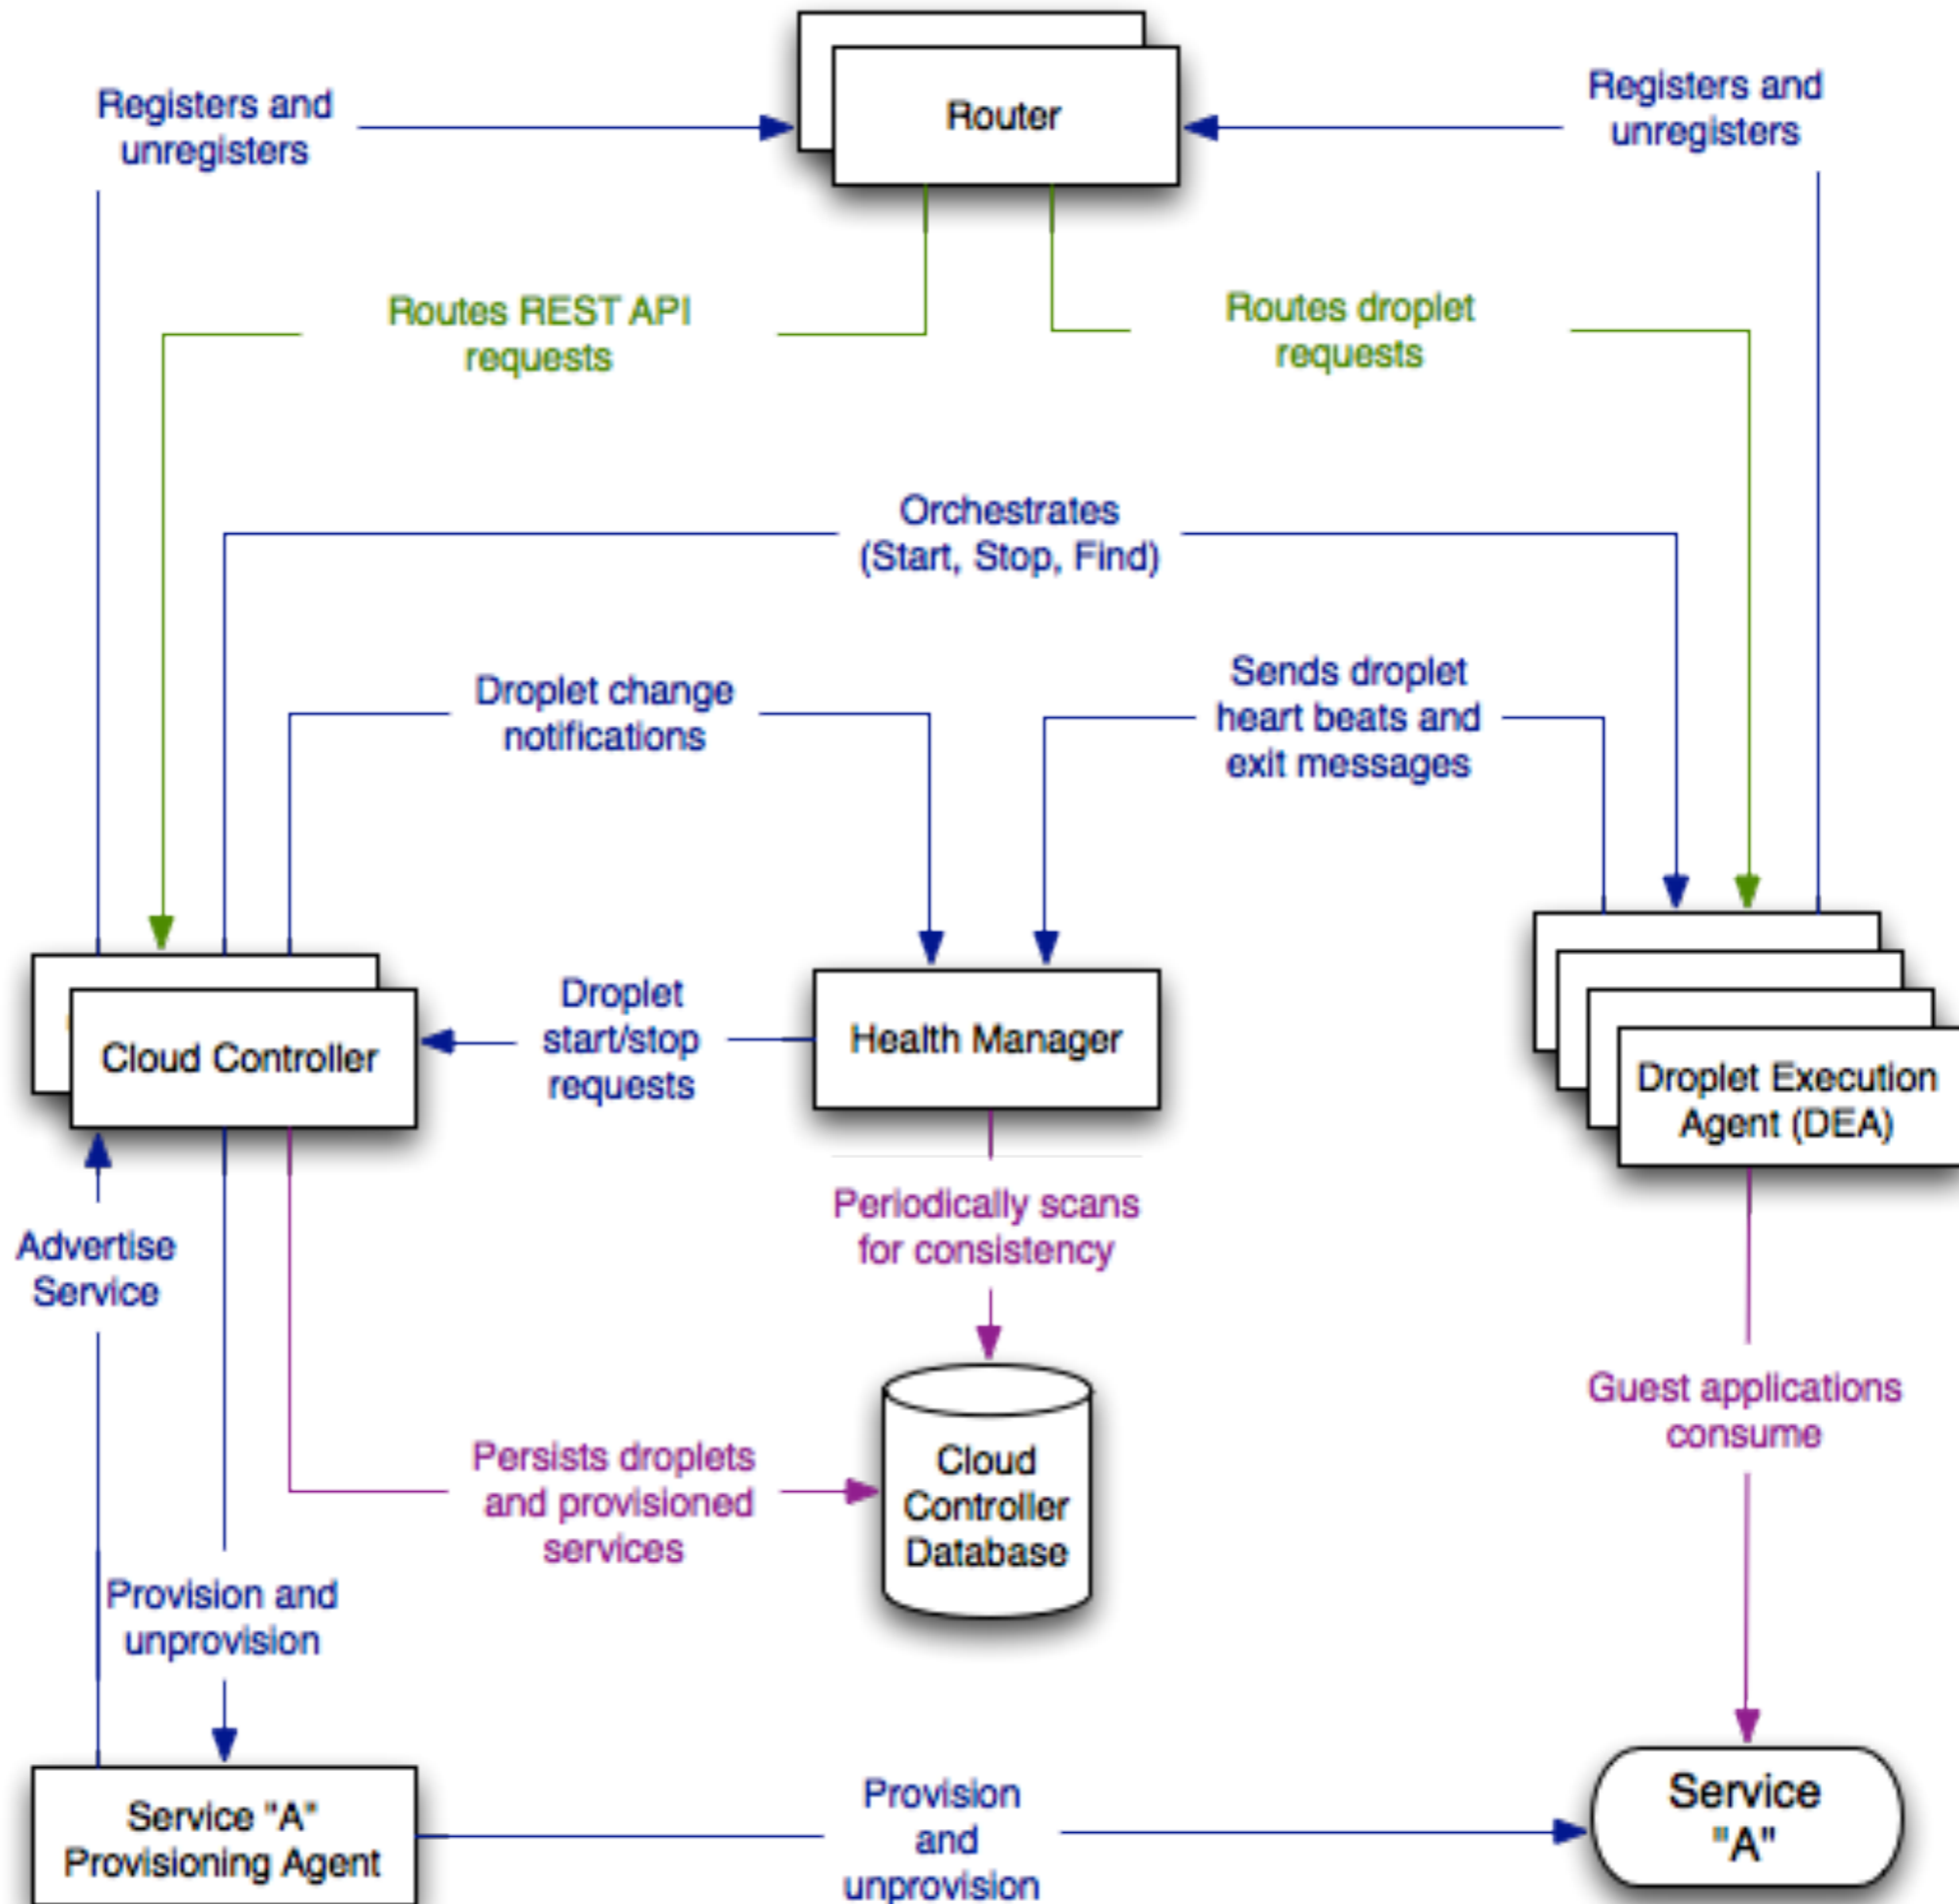 Router
Registers and
unregisters
Registers and
unregisters
Routes REST API
requests
Routes droplet
requests
Orchestrates
(Start, Stop, Find)
Droplet change
notifications
Sends droplet
heart beats and
exit messages
Cloud Controller
Droplet
start/stop
requests
Health Manager
Droplet Execution
Agent (DEA)
Advertise
Service
Periodically scans
for consistency
Guest applications
consume
Persists droplets
and provisioned
services
Cloud
Controller
Database
Provision and
unprovision
Service "A"
Provisioning Agent
Provision
and
unprovision
Service
"A"